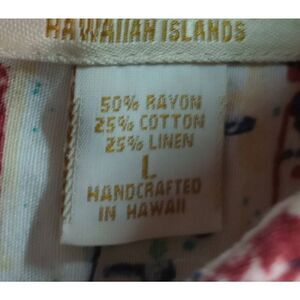 HAWAIIAN ISLANDS
50% RAYON
25% COTTON
25% LINEN
L
HANDCRAFTED
IN HAWAII